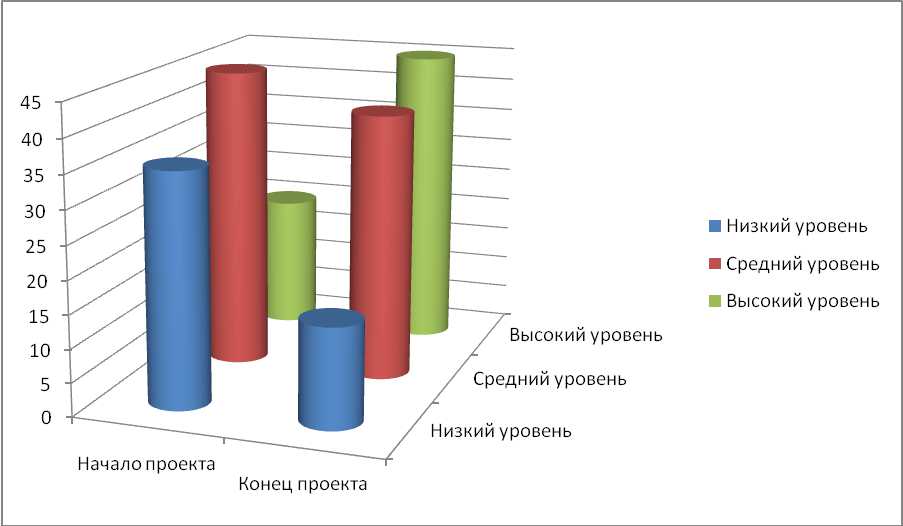 45
40
35
30
25
20
15
10
5
0
Начало проекта
Конец проекта
Низкий уровень
Средний уровень
Высокий уровень
Низкий уровень
Средний уровень
Высокий уровень